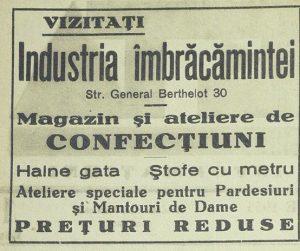 VIZITAȚI
Industria îmbrăcămintei
Str. General Berthelot 30
Magazin și ateliere de
CONFECȚIUNI
Haine gata Ștofe cu metru
Ateliere speciale pentru Pardesiuri
și Mantouri de Dame
PREȚURI REDUSE